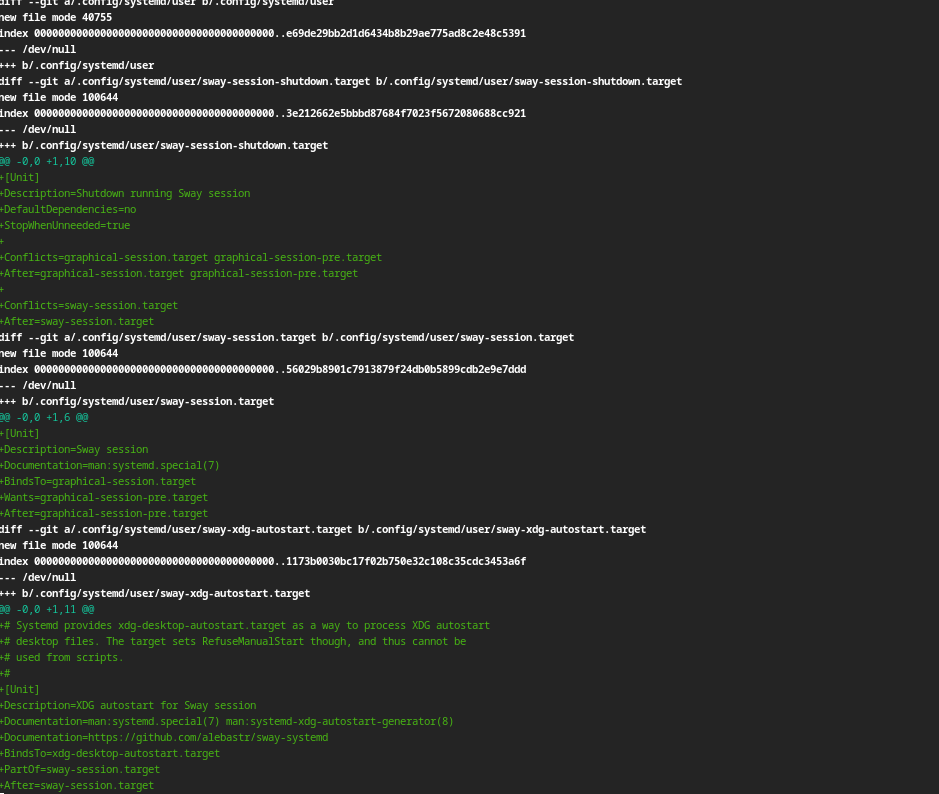 diff --git a/.config/systemd/user b/.config/systemd/user
new file mode 40755
index 0000000000000000000000000000000000000000..e69de29bb2d1d6434b8b29ae775ad8c2e48c5391
--- /dev/null
+++ b/.config/systemd/user
diff --git a/.config/systemd/user/sway-session-shutdown.target b/.config/systemd/user/sway-session-shutdown.target
new file mode 100644
index 0000000000000000000000000000000000000000..3e212662e5bbbd87684f7023f5672080688cc921
--- /dev/null
+++ b/.config/systemd/user/sway-session-shutdown.target
@@ -0,0 +1,10 @@
+[Unit]
+Description=Shutdown running Sway session
+DefaultDependencies=no
+StopWhenUnneeded=true
+
+Conflicts=graphical-session.target graphical-session-pre.target
+After=graphical-session.target graphical-session-pre.target
+
+Conflicts=sway-session.target
+After=sway-session.target
diff --git a/.config/systemd/user/sway-session.target b/.config/systemd/user/sway-session.target
new file mode 100644
index 0000000000000000000000000000000000000000..56029b8901c7913879f24db0b5899cdb2e9e7ddd
--- /dev/null
+++ b/.config/systemd/user/sway-session.target
@@ -0,0 +1,6 @@
+[Unit]
+Description=Sway session
+Documentation=man:systemd.special(7)
+BindsTo=graphical-session.target
+Wants=graphical-session-pre.target
+After=graphical-session-pre.target
diff --git a/.config/systemd/user/sway-xdg-autostart.target b/.config/systemd/user/sway-xdg-autostart.target
new file mode 100644
index 0000000000000000000000000000000000000000..1173b0030bc17f02b750e32c108c35cdc3453a6f
--- /dev/null
+++ b/.config/systemd/user/sway-xdg-autostart.target
@@ -0,0 +1,11 @@
+# Systemd provides xdg-desktop-autostart.target as a way to process XDG autostart
+# desktop files. The target sets RefuseManualStart though, and thus cannot be
+# used from scripts.
+#
+[Unit]
+Description=XDG autostart for Sway session
+Documentation=man:systemd.special(7) man:systemd-xdg-autostart-generator(8)
+Documentation=https://github.com/alebastr/sway-systemd
+BindsTo=xdg-desktop-autostart.target
+PartOf=sway-session.target
+After=sway-session.target